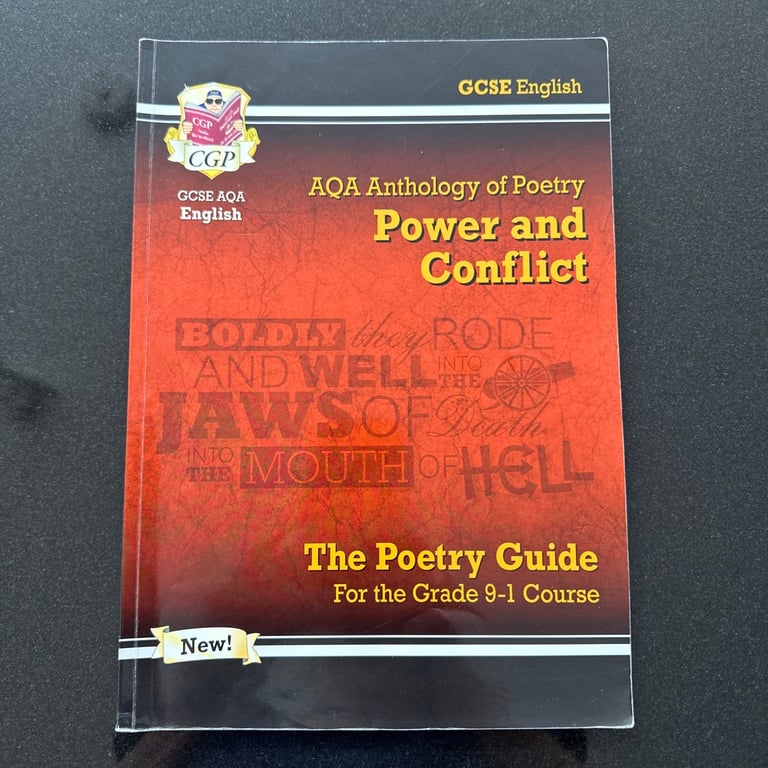 GCSE English
CGP
CGP
GCSE AQA
English
AQA Anthology of Poetry
Power and
Conflict
BOLDLY they RODE
AND WELL INTO THE
JAWS OF Death
INTO THE MOUTH OF HELL
The Poetry Guide
For the Grade 9-1 Course
New!